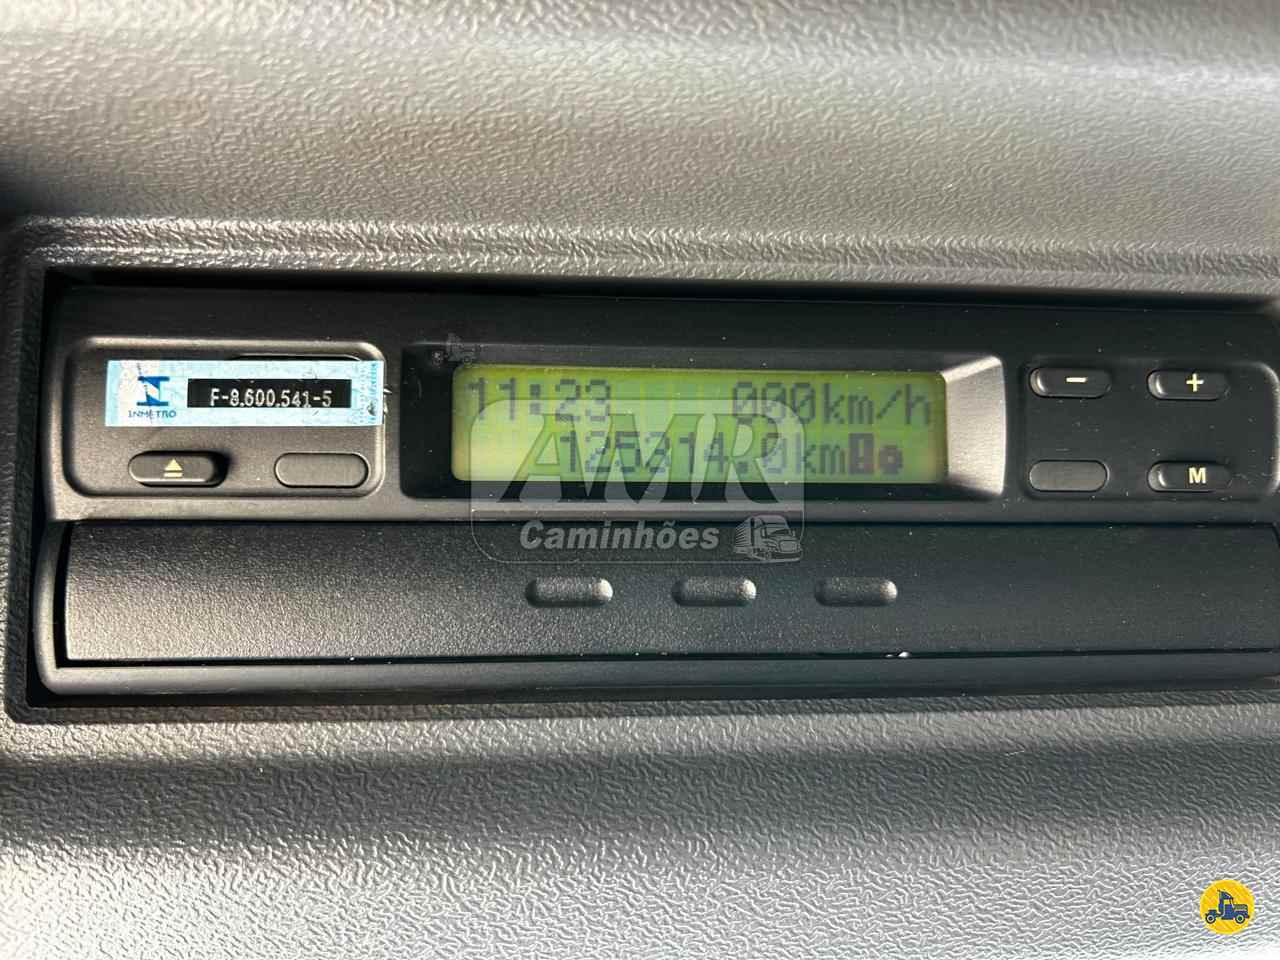 INMETRO
F-8.600.541-5
11:23 000km/h
125314.0km
- +
M
AMR
Caminhões